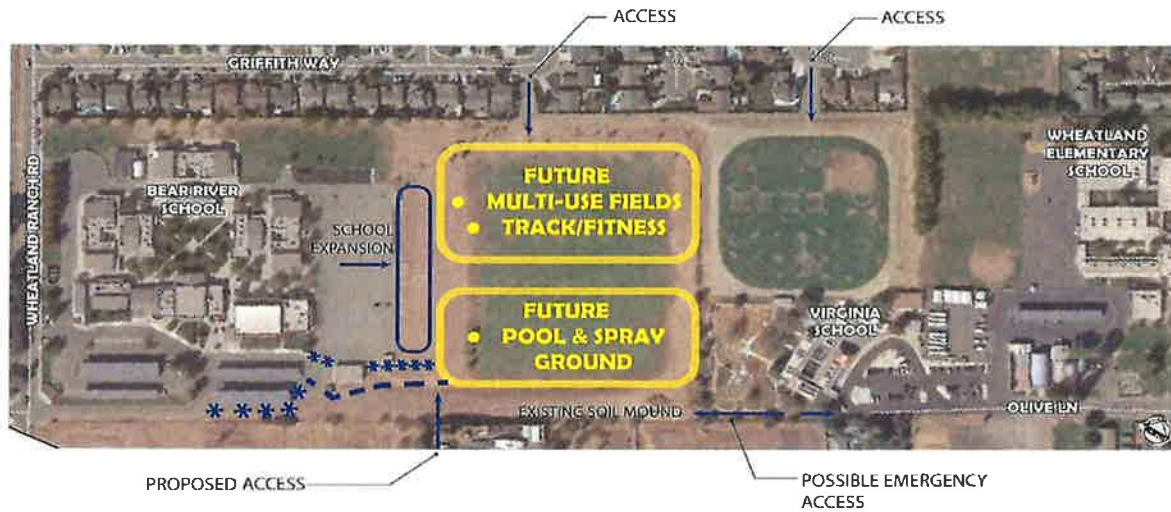 ACCESS
ACCESS
GRIFFITH WAY
WHEATLAND RANCH RD
BEAR RIVER
SCHOOL
SCHOOL
EXPANSION
FUTURE
• MULTI-USE FIELDS
• TRACK/FITNESS
FUTURE
• POOL & SPRAY
GROUND
WHEATLAND
ELEMENTARY
SCHOOL
VIRGINIA
SCHOOL
EXISTING SOIL MOUND
OLIVE LN
PROPOSED ACCESS
POSSIBLE EMERGENCY
ACCESS